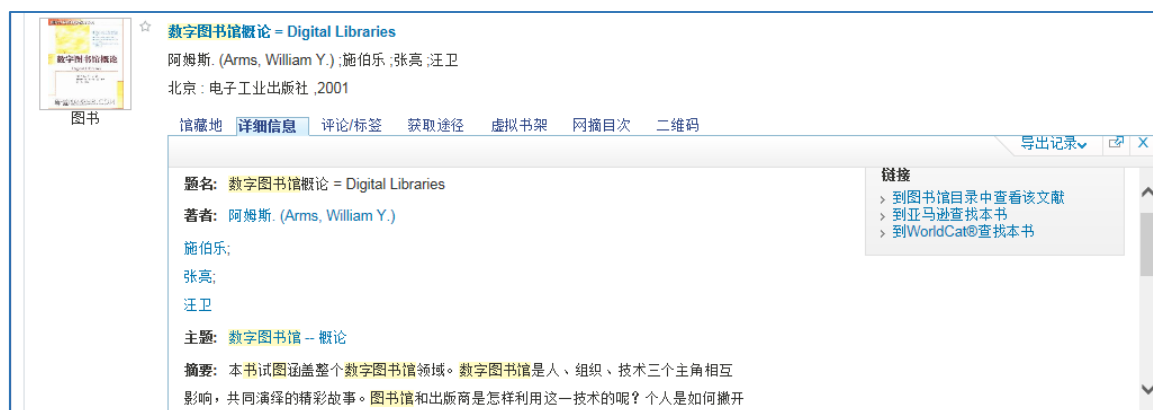 数字图书馆概论 = Digital Libraries
阿姆斯. (Arms, William Y.) ;施伯乐 ;张亮 ;汪卫
北京 : 电子工业出版社 ,2001
数字图书馆概论
图书
馆藏地 详细信息 评论/标签 获取途径 虚拟书架 网摘目次 二维码
导出记录
题名: 数字图书馆概论 = Digital Libraries
著者: 阿姆斯. (Arms, William Y.)
施伯乐;
张亮;
汪卫
主题: 数字图书馆 -- 概论
摘要: 本书试图涵盖整个数字图书馆领域。数字图书馆是人、组织、技术三个主角相互
影响，共同演绎的精彩故事。图书馆和出版商是怎样利用这一技术的呢？个人是如何撇开
链接
到图书馆目录中查看该文献
到亚马逊查找本书
到WorldCat®查找本书